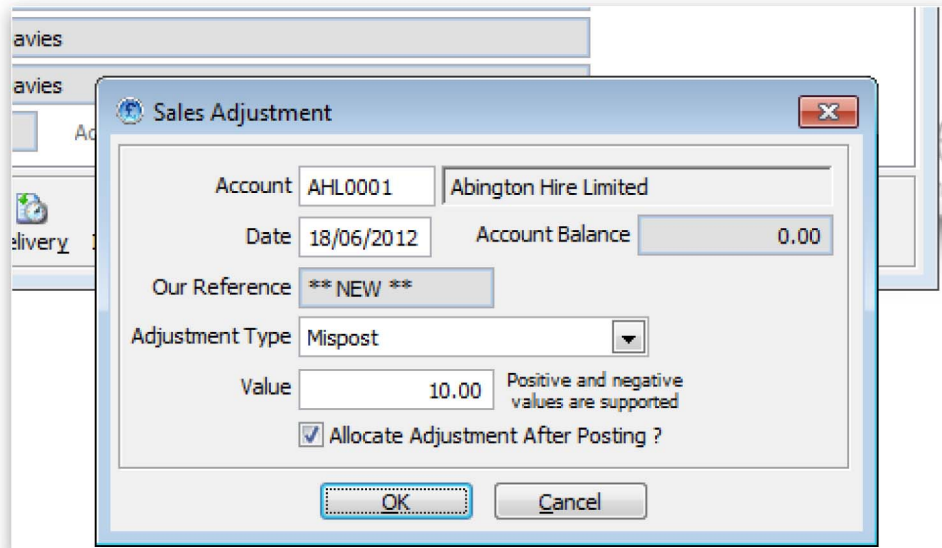 avies
avies
Sales Adjustment
Account AHL0001 Abington Hire Limited
elivery
Date 18/06/2012 Account Balance 0.00
Our Reference ** NEW **
Adjustment Type Mispost
Value 10.00 Positive and negative
values are supported
Allocate Adjustment After Posting ?
OK Cancel